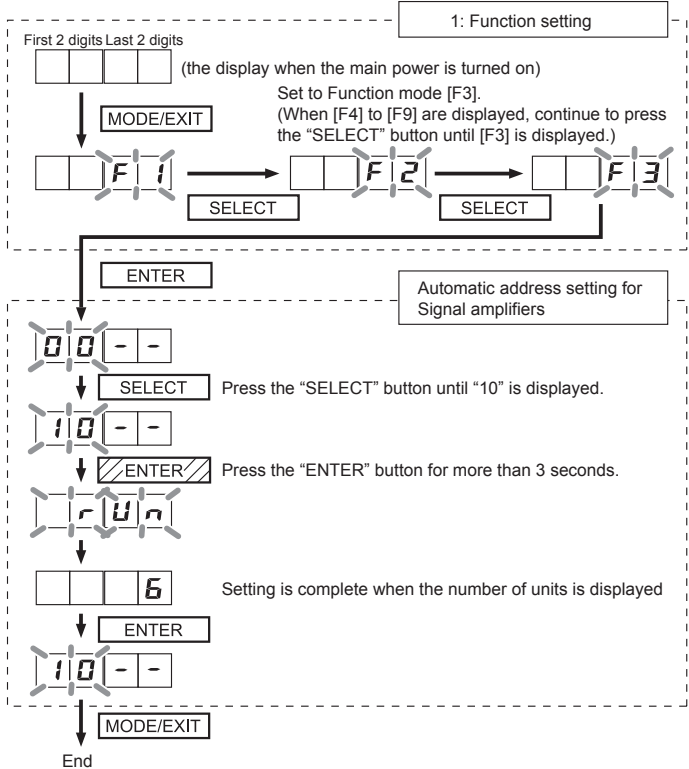 1: Function setting
First 2 digits Last 2 digits
(the display when the main power is turned on)
Set to Function mode [F3].
(When [F4] to [F9] are displayed, continue to press
the “SELECT” button until [F3] is displayed.)
MODE/EXIT
F 1
F 2
F 3
SELECT
SELECT
ENTER
Automatic address setting for
Signal amplifiers
0 0 - -
SELECT
Press the “SELECT” button until “10” is displayed.
1 0 - -
ENTER
Press the “ENTER” button for more than 3 seconds.
r U n
6
Setting is complete when the number of units is displayed
ENTER
1 0 - -
MODE/EXIT
End